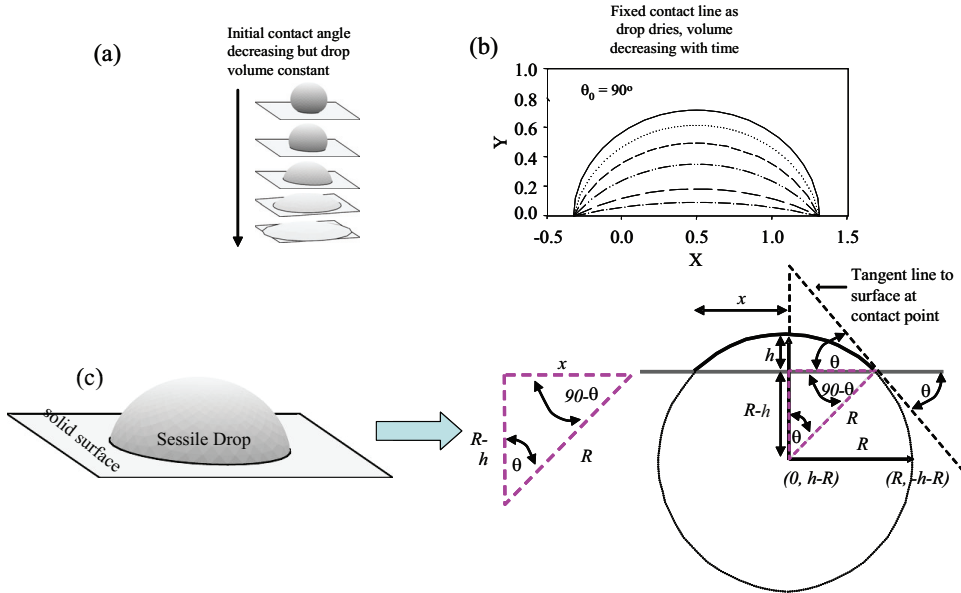 (a)
Initial contact angle
decreasing but drop
volume constant
(b)
Fixed contact line as
drop dries, volume
decreasing with time
1.0
0.8
0.6
0.4
0.2
0.0
Y
θ0 = 90º
-0.5
0.0
0.5
1.0
1.5
X
(c)
solid surface
Sessile Drop
x
90-θ
R-
h
θ
R
Tangent line to
surface at
contact point
x
h
θ
90-θ
θ
R-h
R
θ
R
(0, h-R)
(R, -h-R)